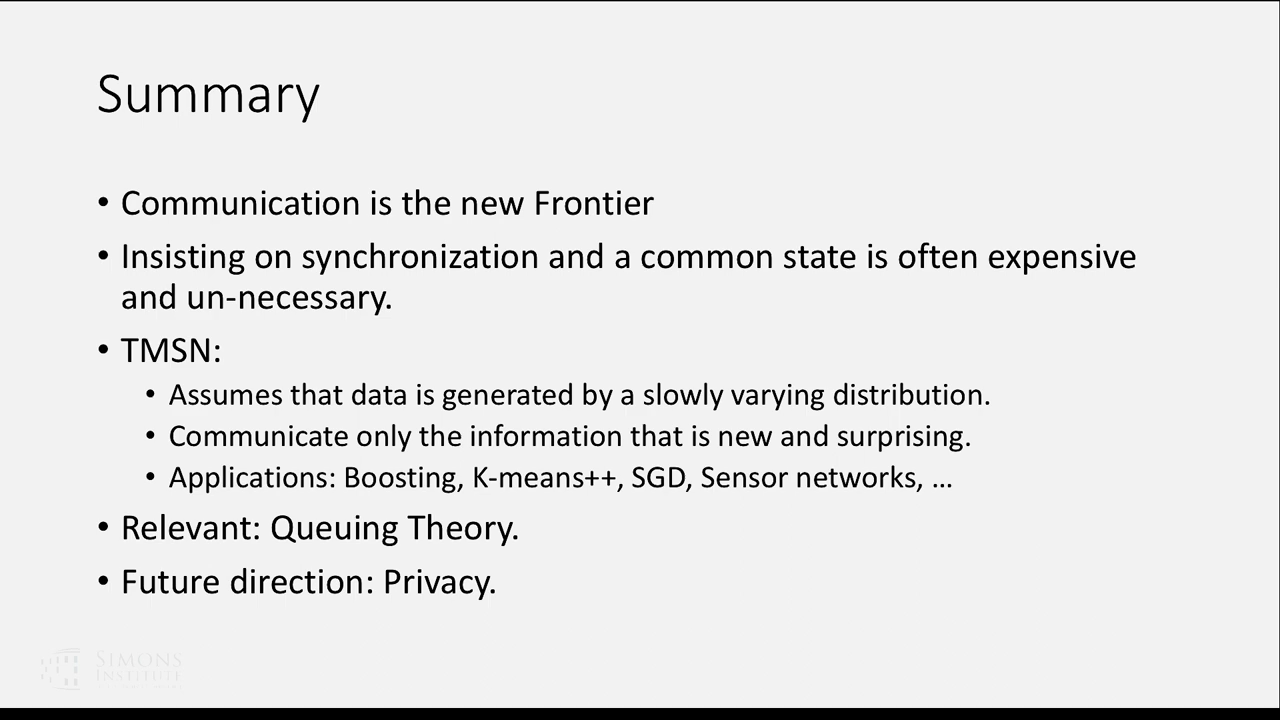 Summary
• Communication is the new Frontier
• Insisting on synchronization and a common state is often expensive
and un-necessary.
• TMSN:
• Assumes that data is generated by a slowly varying distribution.
• Communicate only the information that is new and surprising.
• Applications: Boosting, K-means++, SGD, Sensor networks, …
• Relevant: Queuing Theory.
• Future direction: Privacy.
SIMONS
INSTITUTE